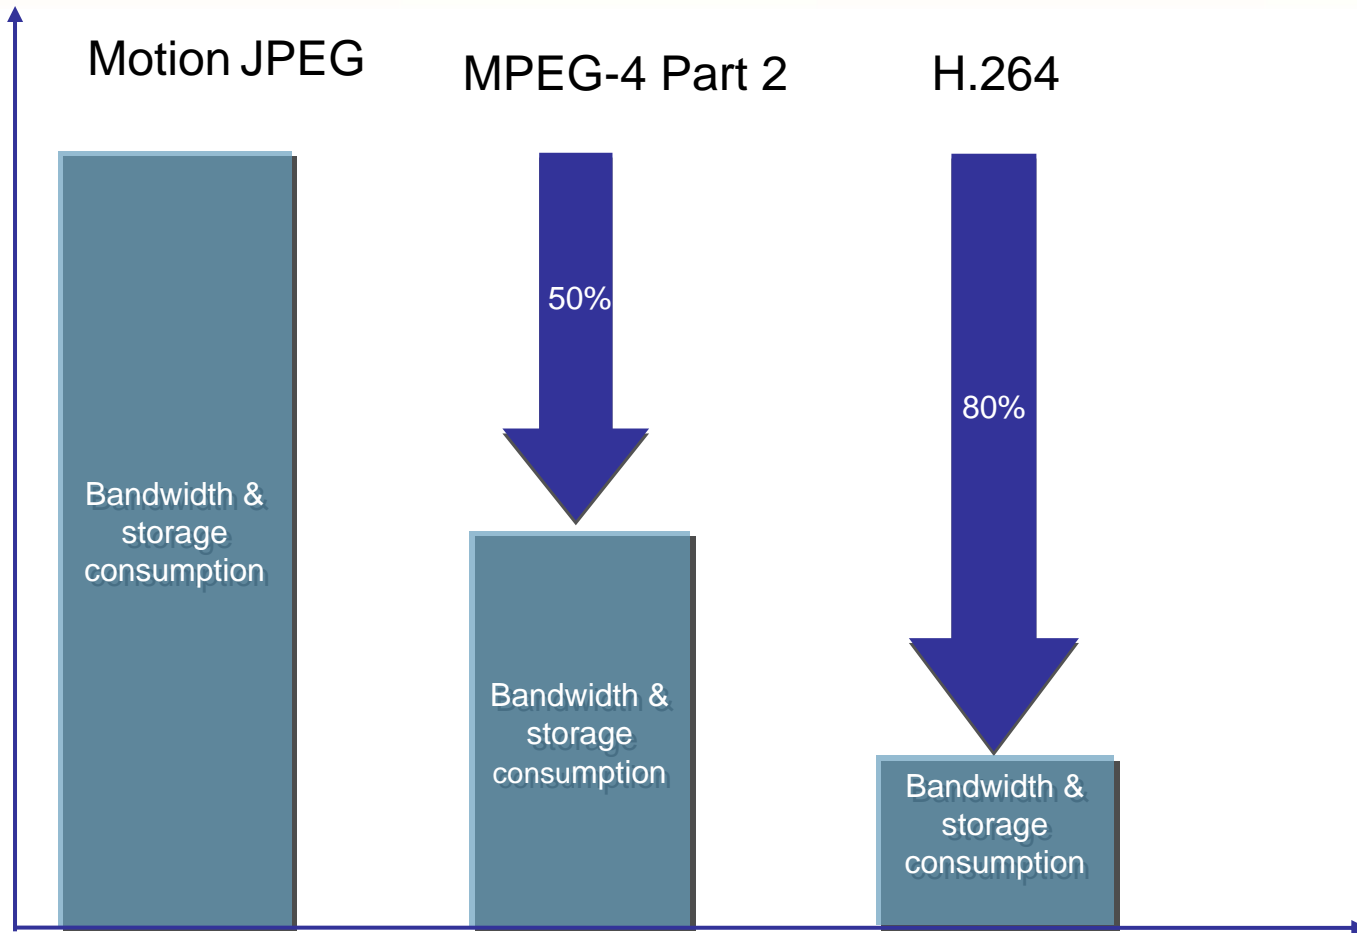 Motion JPEG
MPEG-4 Part 2
H.264
50%
80%
Bandwidth &
storage
consumption
Bandwidth &
storage
consumption
Bandwidth &
storage
consumption